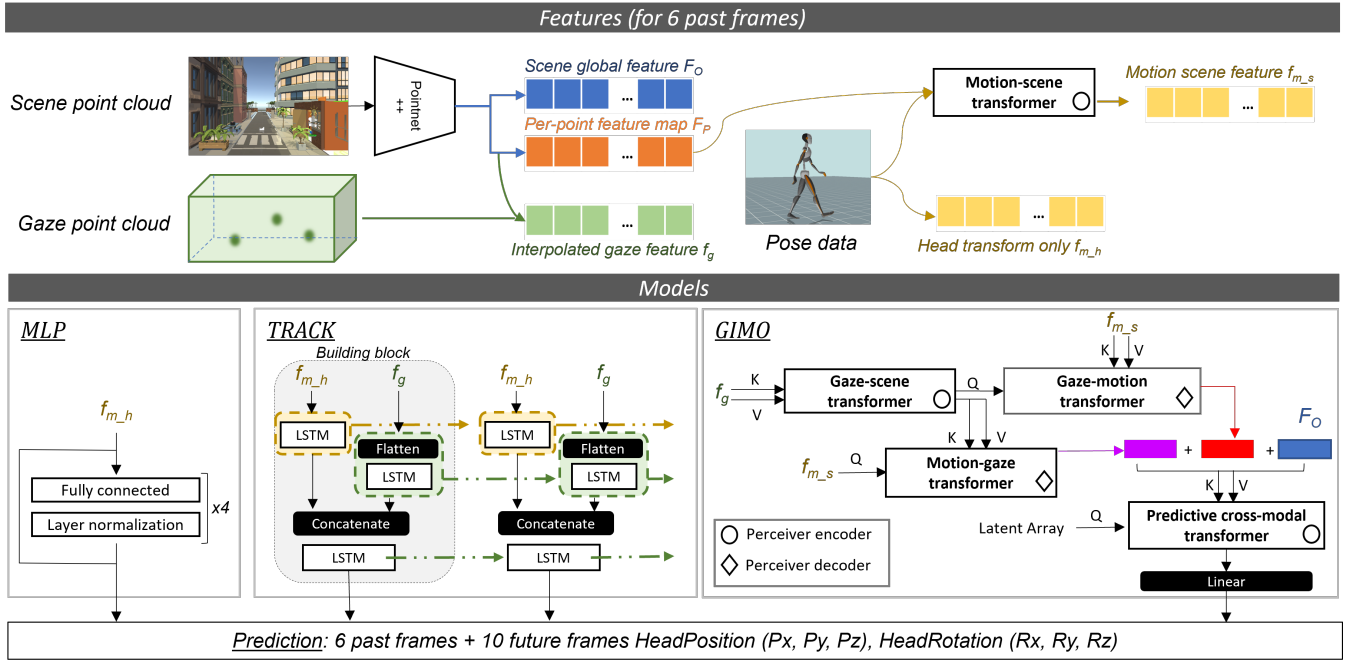 Features (for 6 past frames)
Scene point cloud
Pointnet
++
Scene global feature F_O
...
Per-point feature map F_P
...
Motion-scene
transformer
Motion scene feature f_m_s
...
Gaze point cloud
...
Interpolated gaze feature f_g
Pose data
...
Head transform only f_m_h
Models
MLP
f_m_h
Fully connected
Layer normalization
x4
TRACK
Building block
f_m_h
f_g
f_m_h
f_g
LSTM
Flatten
LSTM
LSTM
Flatten
LSTM
Concatenate
Concatenate
LSTM
LSTM
GIMO
f_m_s
K
V
f_g
K
V
Gaze-scene
transformer
Q
Gaze-motion
transformer
K
V
f_m_s
Q
Motion-gaze
transformer
F_O
+
+
K
V
Latent Array
Q
Predictive cross-modal
transformer
Perceiver encoder
Perceiver decoder
Linear
Prediction: 6 past frames + 10 future frames HeadPosition (Px, Py, Pz), HeadRotation (Rx, Ry, Rz)